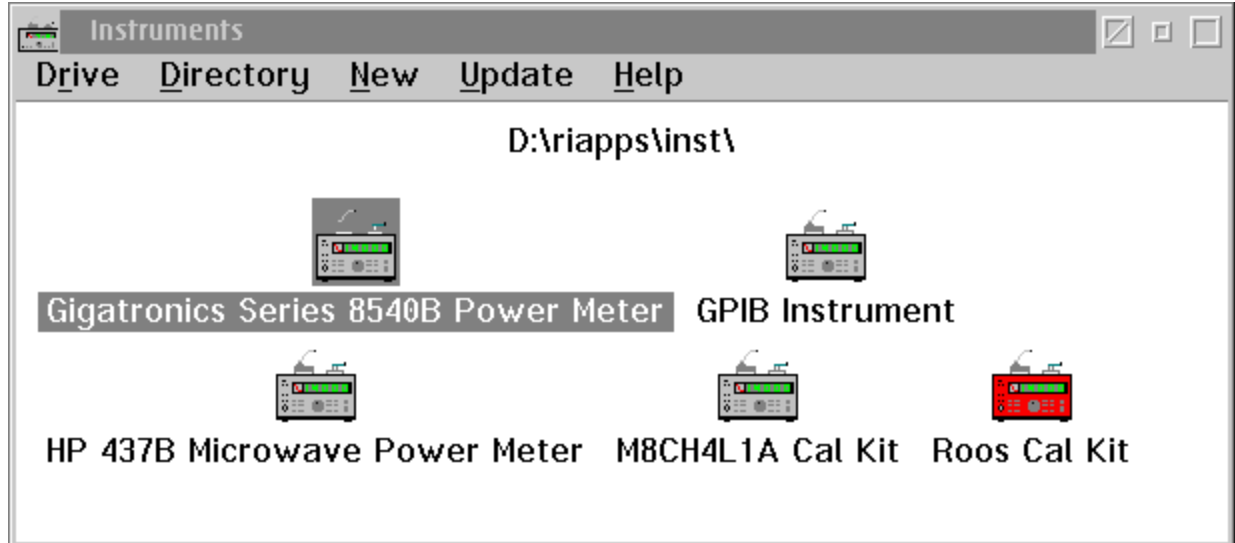 Instruments
Drive Directory New Update Help
D:\riapps\inst\
Gigatronics Series 8540B Power Meter GPIB Instrument
HP 437B Microwave Power Meter M8CH4L1A Cal Kit Roos Cal Kit